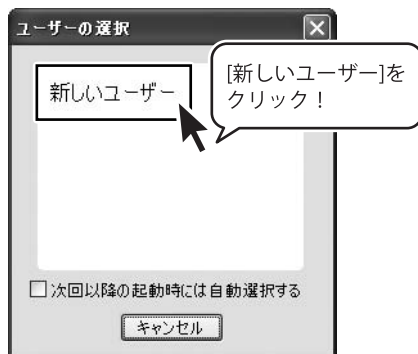 ユーザーの選択
新しいユーザー
[新しいユーザー]を
クリック！
次回以降の起動時には自動選択する
キャンセル